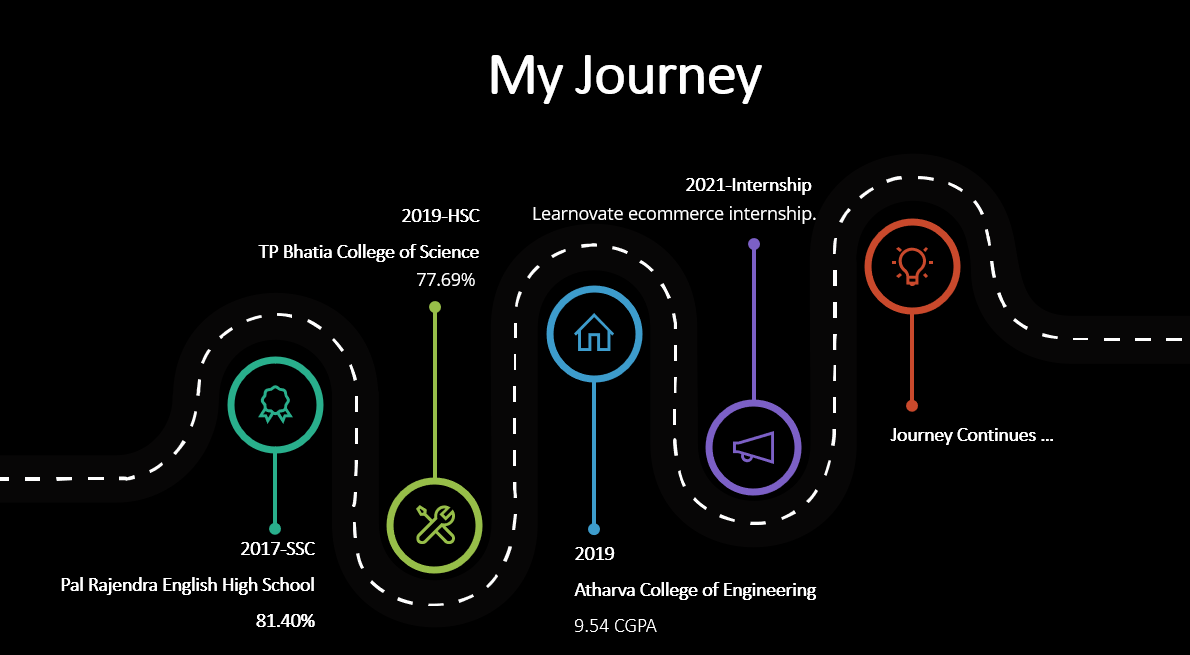 My Journey
2017-SSC
Pal Rajendra English High School
81.40%
2019-HSC
TP Bhatia College of Science
77.69%
2019
Atharva College of Engineering
9.54 CGPA
2021-Internship
Learnovate ecommerce internship.
Journey Continues ...